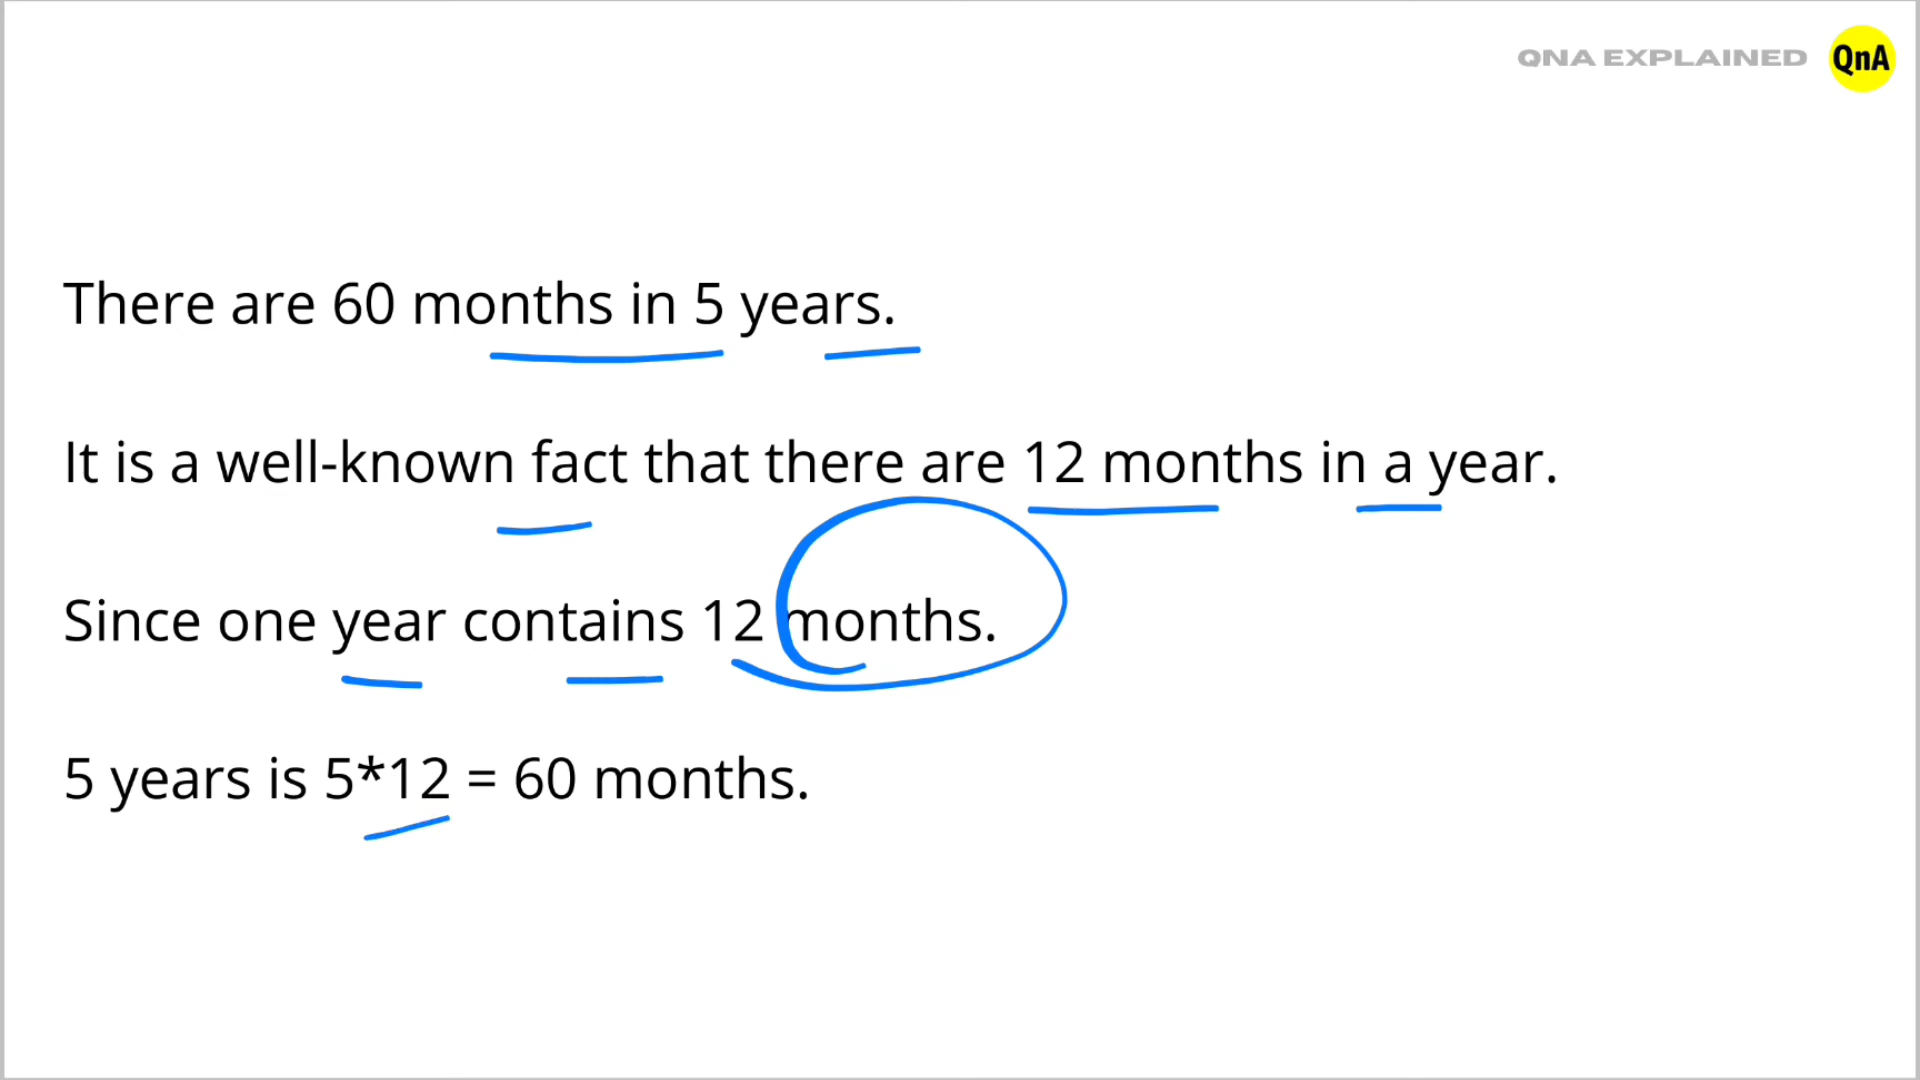 QNA EXPLAINED QnA
There are 60 months in 5 years.
It is a well-known fact that there are 12 months in a year.
Since one year contains 12 months.
5 years is 5*12 = 60 months.